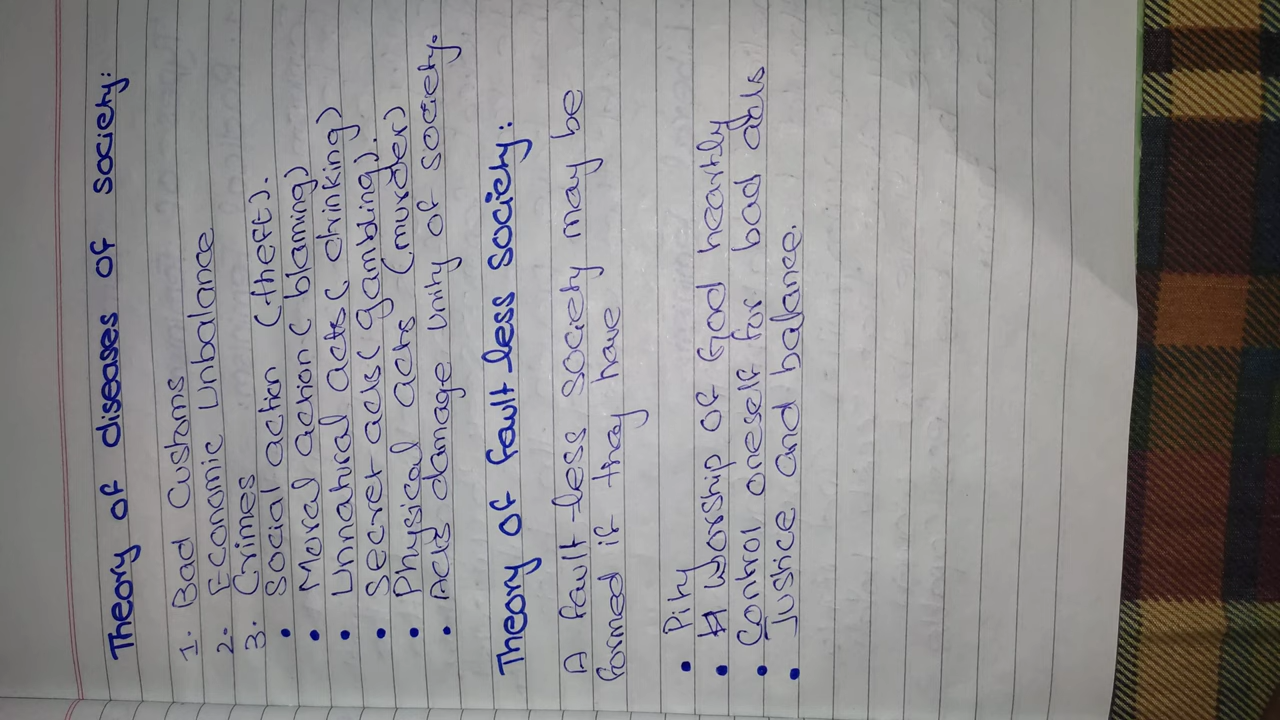 Theory of diseases of society:
1. Bad Customs
2. Economic Unbalance
3. Crimes
• Social action (theft).
• Moral action (blaming)
• Unnatural acts (drinking)
• Secret acts (gambling).
• Physical acts (murder)
• Acts damage Unity of society.
Theory of fault-less society:
A fault-less society may be
formed if they have
• Pity
• Worship of God heartly
• Control oneself for bad acts
• Justice and balance.